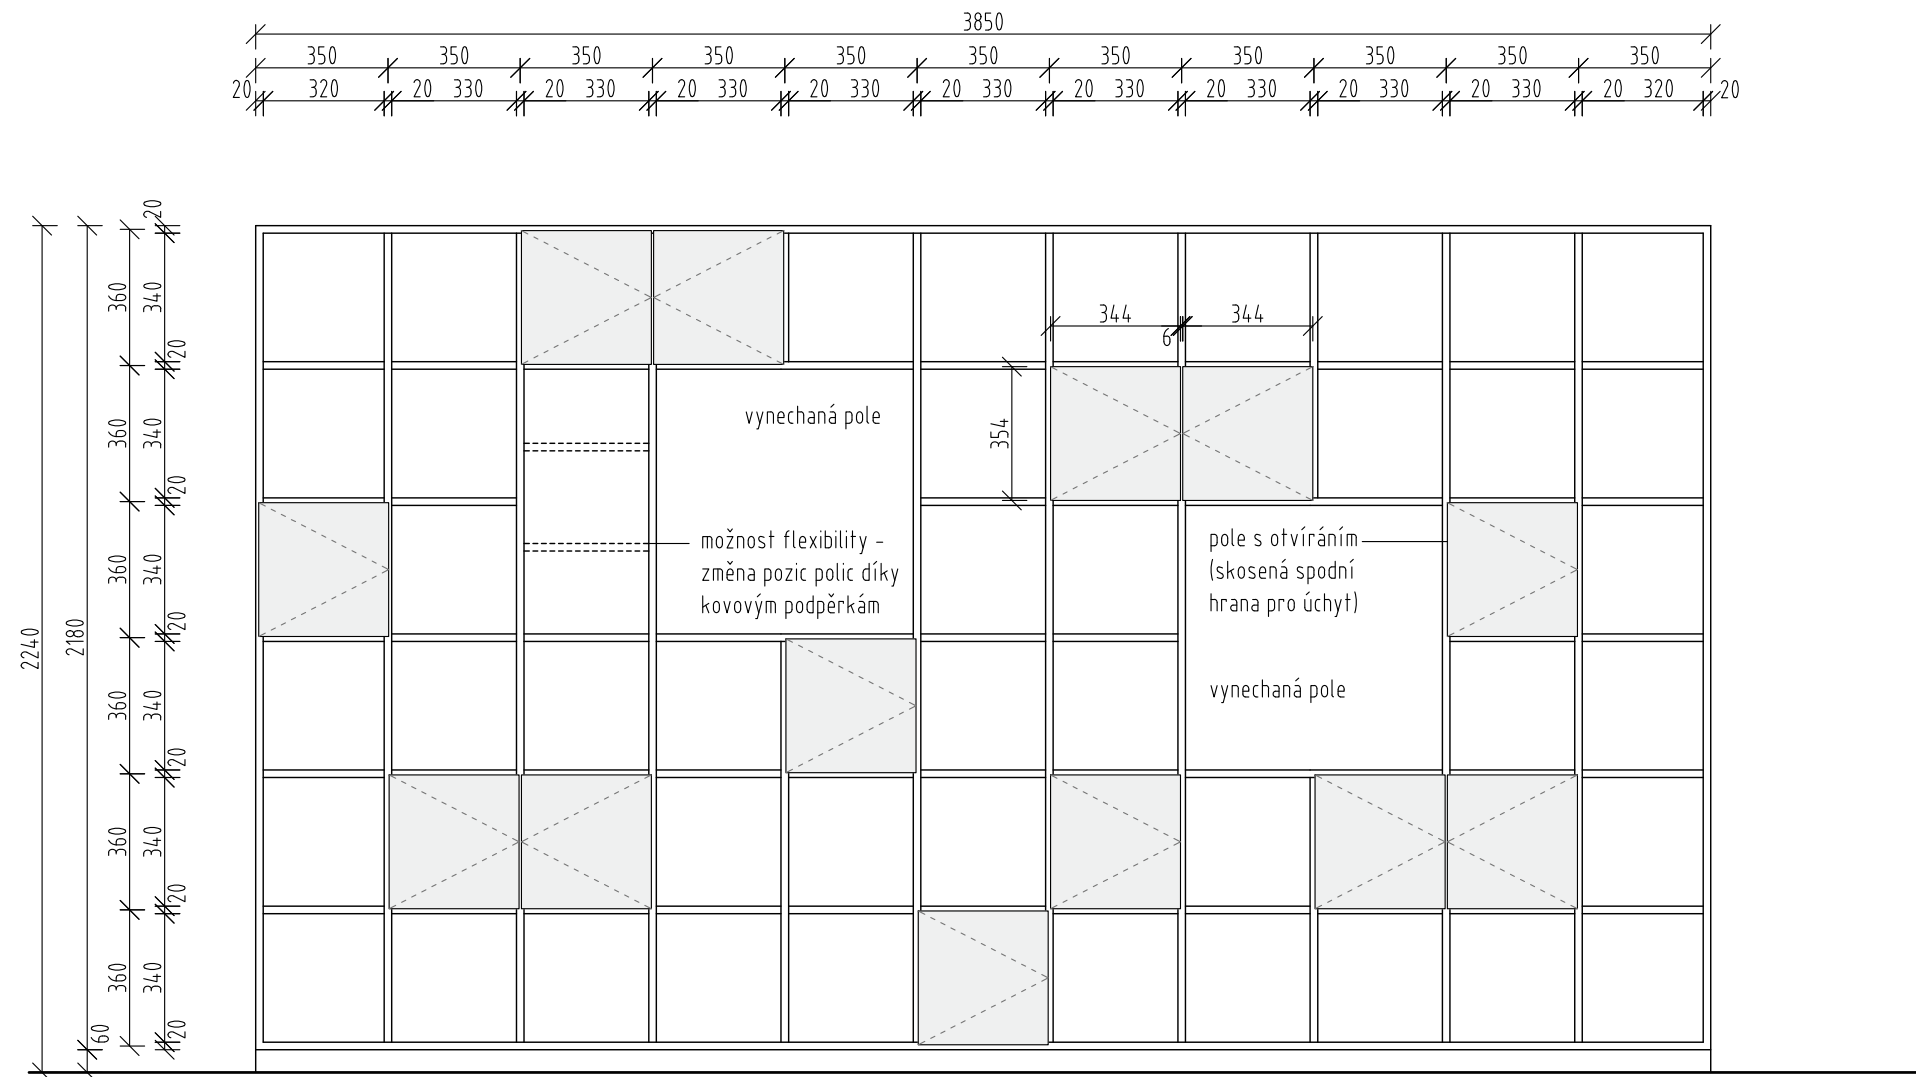 3850
350 350 350 350 350 350 350 350 350 350 350
20 320 20 330 20 330 20 330 20 330 20 330 20 330 20 330 20 330 20 330 20 320 20
20
360 340
20
344 344
6
360 340
354
vynechaná pole
20
možnost flexibility -
změna pozic polic díky
kovovým podpěrkám
pole s otvíráním
(skosená spodní
hrana pro úchyt)
360 340
20
2240 2180
360 340
vynechaná pole
20
360 340
20
360 340
60 20